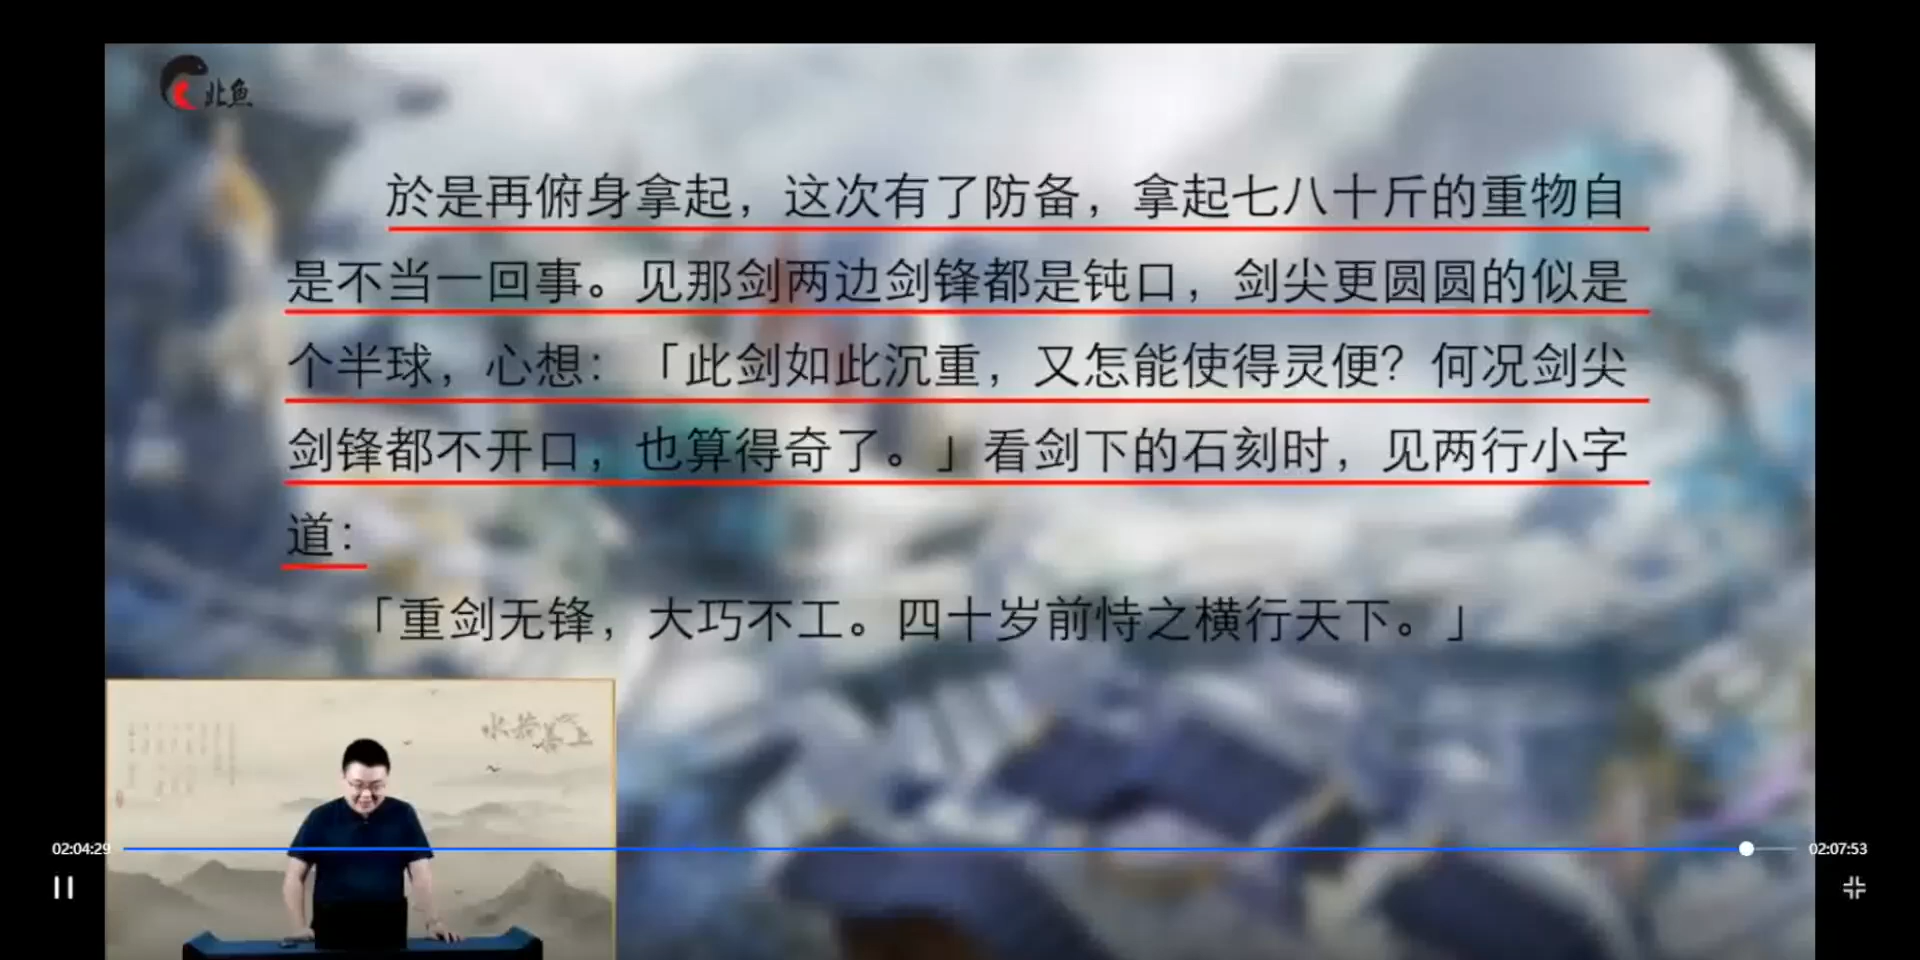 北鱼
於是再俯身拿起，这次有了防备，拿起七八十斤的重物自
是不当一回事。见那剑两边剑锋都是钝口，剑尖更圆圆的似是
个半球，心想：「此剑如此沉重，又怎能使得灵便？何况剑尖
剑锋都不开口，也算得奇了。」看剑下的石刻时，见两行小字
道：
「重剑无锋，大巧不工。四十岁前恃之横行天下。」
上善若水
02:04:29
02:07:53